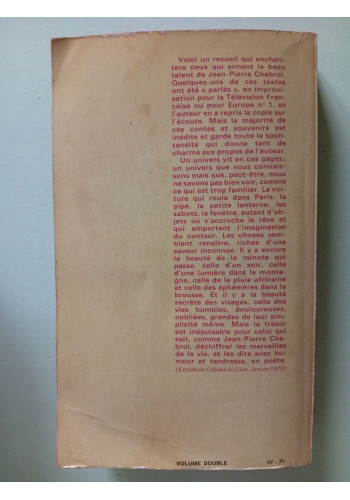 Voici un recueil qui enchan-
tera ceux qui aiment le beau
talent de Jean-Pierre Chabrol.
Quelques-uns de ces textes
ont été « parlés », en improvi-
sation pour la Télévision Fran-
caise ou pour Europe n° 1, et
l'auteur en a repris la copie sur
l'écoute. Mais la majorité de
ces contes et souvenirs est
inédite et garde toute la spon-
tanéité qui donne tant de
charme aux propos de l'auteur.
Un univers vit en ces pages ;
un univers que nous connais-
sons mais que, peut-être, nous
ne savons pas bien voir, comme
ce qui est trop familier. La voi-
ture qui roule dans Paris, la
pipe, la petite lanterne, les
sabots, la fenêtre, autant d'ob-
jets où s'accroche le rêve et
qui emportent l'imagination
du conteur. Les choses sem-
blent renaître, riches d'une
saveur inconnue. Il y a encore
la beauté de la minute qui
passe, celle d'un soir, celle
d'une lumière dans la monta-
gne, celle de la pluie africaine
et celle des éphémères dans la
brousse. Et il y a la beauté
secrète des visages, celle des
vies humbles, douloureuses,
oubliées, grandes de leur sim-
plicité même. Mais le trésor
est inépuisable pour celui qui
sait, comme Jean-Pierre Cha-
brol, déchiffrer les merveilles
de la vie, et les dire avec hu-
mour et tendresse, en poète.
(Extraits de Cahiers du Livre, Janvier 1970)
VOLUME DOUBLE IV - 71